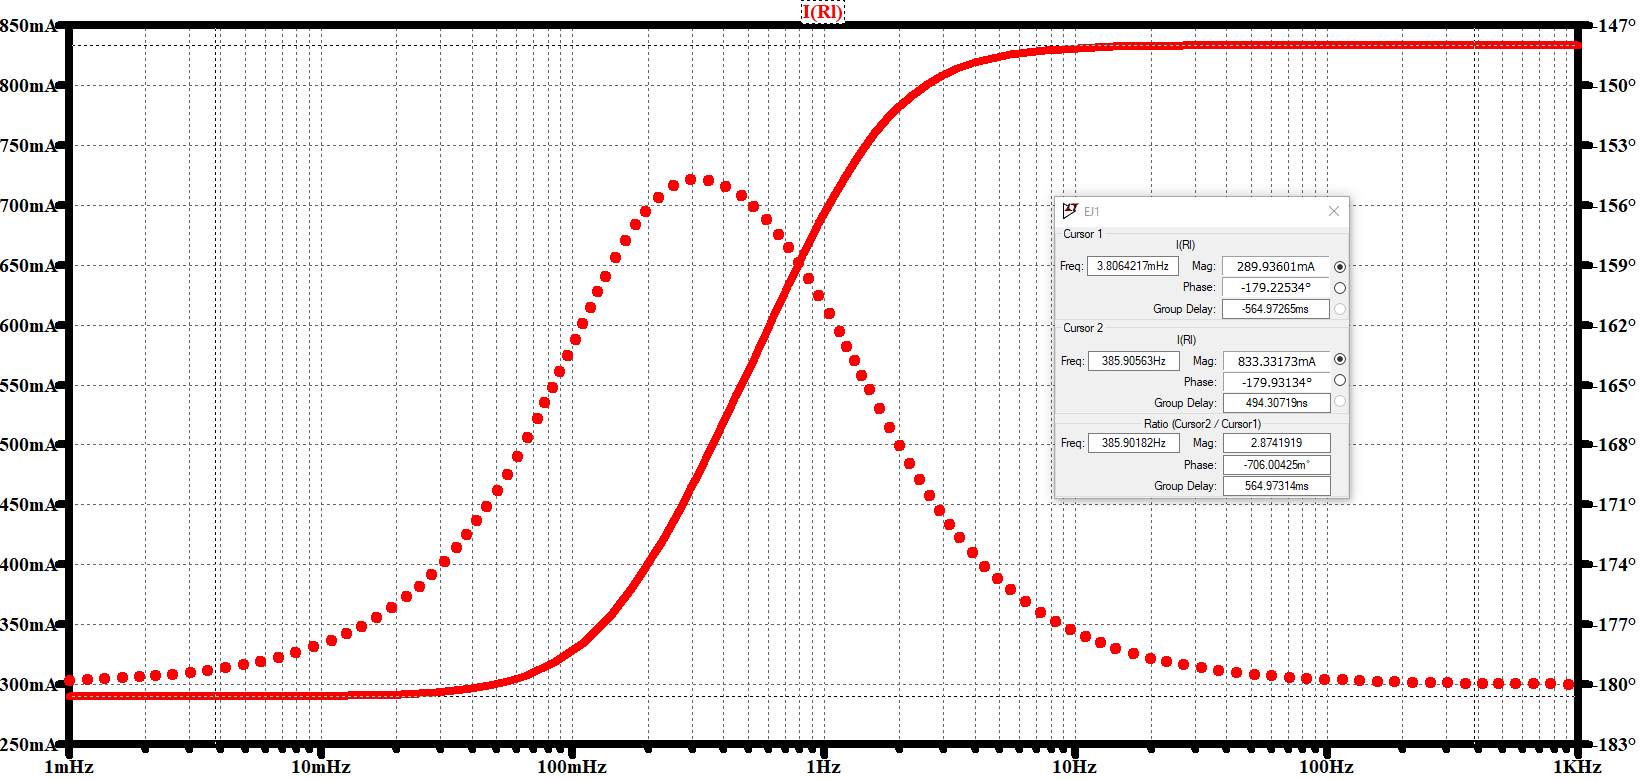 I(Rl)
850mA
-147°
800mA
-150°
750mA
-153°
700mA
-156°
650mA
-159°
600mA
-162°
550mA
-165°
500mA
-168°
450mA
-171°
400mA
-174°
350mA
-177°
300mA
-180°
250mA
-183°
1mHz 10mHz 100mHz 1Hz 10Hz 100Hz 1KHz
EJ1
Cursor 1
I(Rl)
Freq: 3.8064217mHz Mag: 289.93601mA
Phase: -179.22534°
Group Delay: -564.97265ms
Cursor 2
I(Rl)
Freq: 385.90563Hz Mag: 833.33173mA
Phase: -179.93134°
Group Delay: 494.30719ns
Ratio (Cursor2 / Cursor1)
Freq: 385.90182Hz Mag: 2.8741919
Phase: -706.00425m°
Group Delay: 564.97314ms